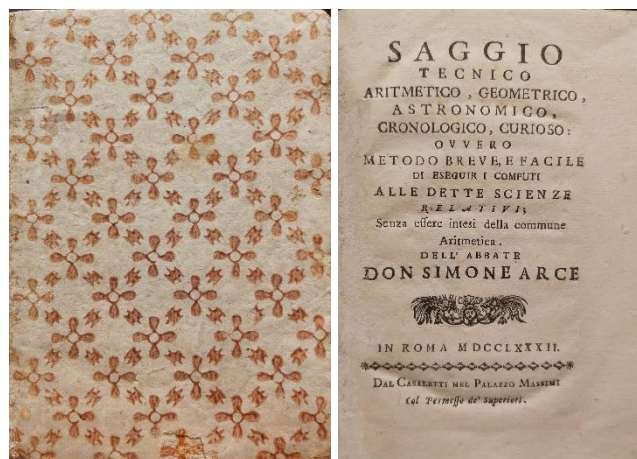 SAGGIO
TECNICO
ARITMETICO, GEOMETRICO,
ASTRONOMICO,
CRONOLOGICO, CURIOSO:
OVVERO
METODO BREVE, E FACILE
DI ESEGUIR I COMPUTI
ALLE DETTE SCIENZE
RELATIVI;
Senza essere intesi della commune
Aritmetica.
DELL' ABBATE
DON SIMONE ARCE
IN ROMA MDCCLXXXII.
DAL CASALETTI NEL PALAZZO MASSIMI
Col Permesso de' Superiori.